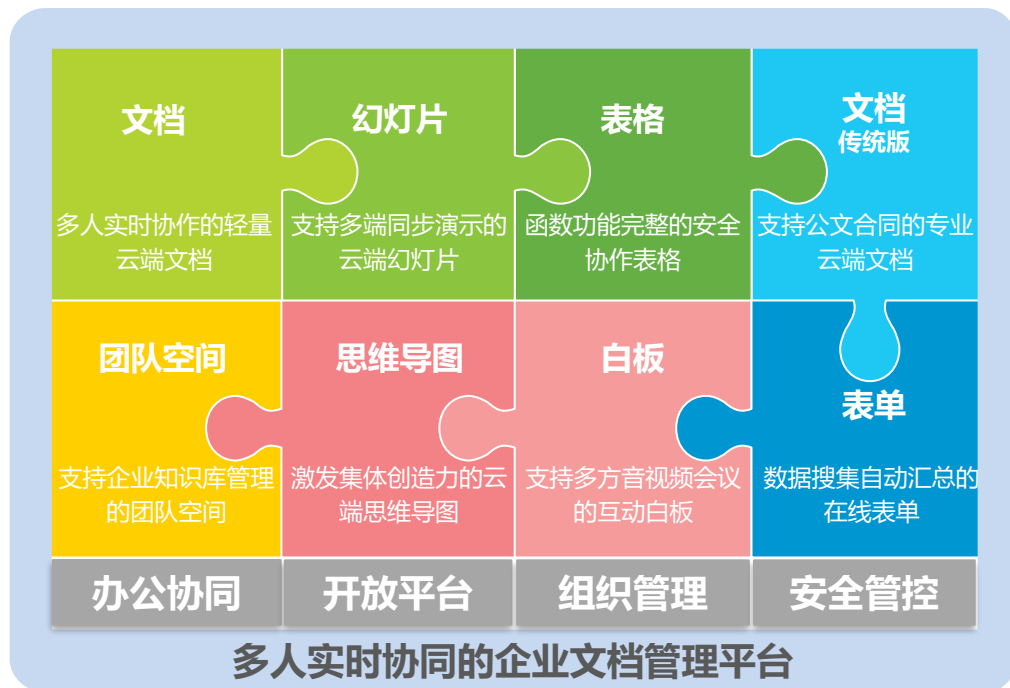 文档
多人实时协作的轻量
云端文档
幻灯片
支持多端同步演示的
云端幻灯片
表格
函数功能完整的安全
协作表格
文档
传统版
支持公文合同的专业
云端文档
团队空间
支持企业知识库管理
的团队空间
思维导图
激发集体创造力的云
端思维导图
白板
支持多方音视频会议
的互动白板
表单
数据搜集自动汇总的
在线表单
办公协同
开放平台
组织管理
安全管控
多人实时协同的企业文档管理平台